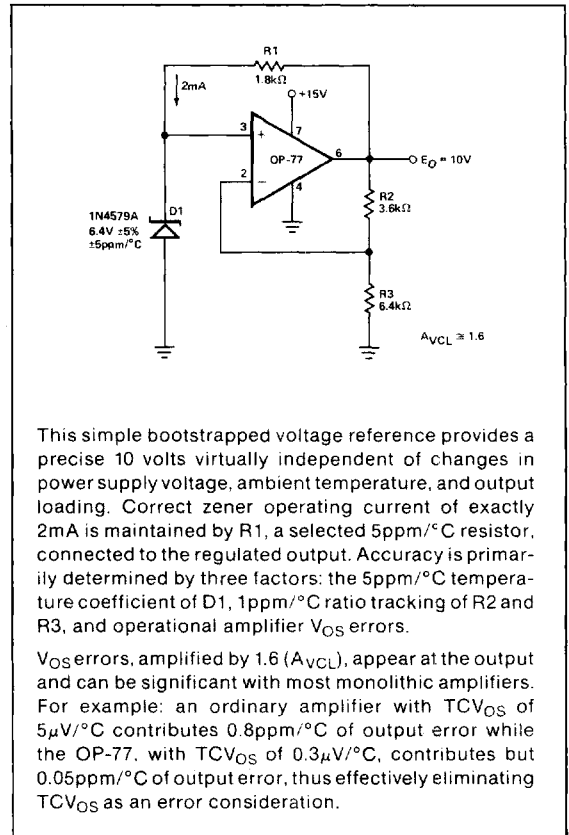 R1
1.8kΩ
2mA
+15V
3
+
7
OP-77
6
E_O = 10V
2
−
4
R2
3.6kΩ
1N4579A
6.4V ±5%
±5ppm/°C
D1
R3
6.4kΩ
A_VCL ≅ 1.6
This simple bootstrapped voltage reference provides a
precise 10 volts virtually independent of changes in
power supply voltage, ambient temperature, and output
loading. Correct zener operating current of exactly
2mA is maintained by R1, a selected 5ppm/°C resistor,
connected to the regulated output. Accuracy is primar-
ily determined by three factors: the 5ppm/°C tempera-
ture coefficient of D1, 1ppm/°C ratio tracking of R2 and
R3, and operational amplifier V_OS errors.
V_OS errors, amplified by 1.6 (A_VCL), appear at the output
and can be significant with most monolithic amplifiers.
For example: an ordinary amplifier with TCV_OS of
5μV/°C contributes 0.8ppm/°C of output error while
the OP-77, with TCV_OS of 0.3μV/°C, contributes but
0.05ppm/°C of output error, thus effectively eliminating
TCV_OS as an error consideration.